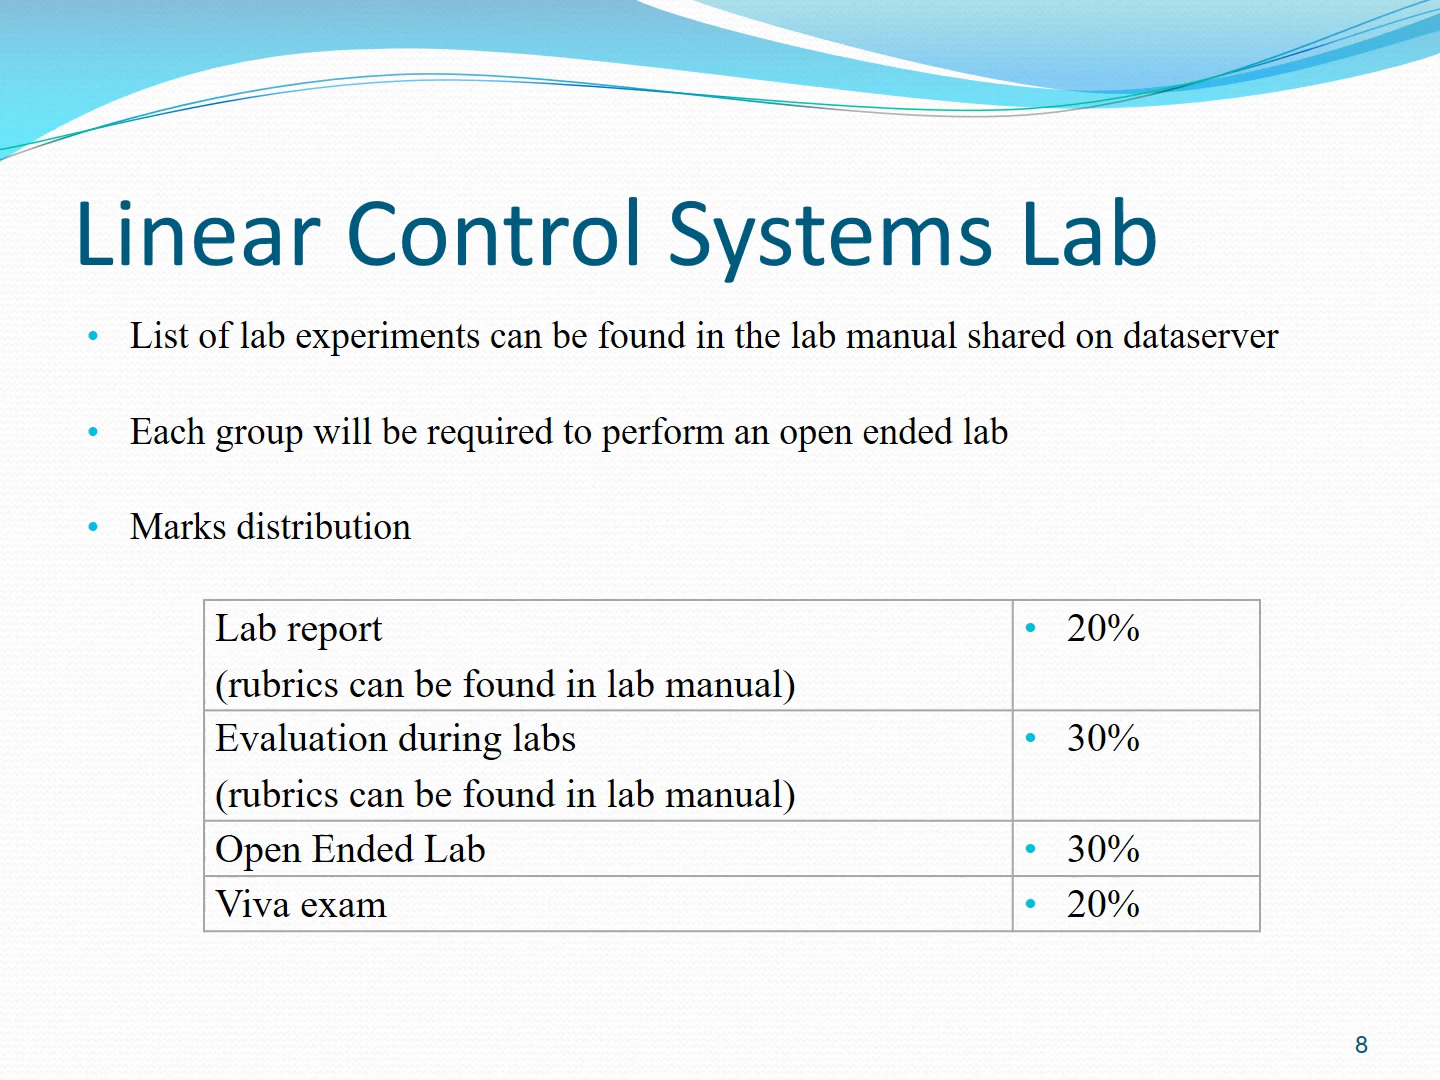 Linear Control Systems Lab
• List of lab experiments can be found in the lab manual shared on dataserver
• Each group will be required to perform an open ended lab
• Marks distribution
Lab report • 20%
(rubrics can be found in lab manual)
Evaluation during labs • 30%
(rubrics can be found in lab manual)
Open Ended Lab • 30%
Viva exam • 20%
8